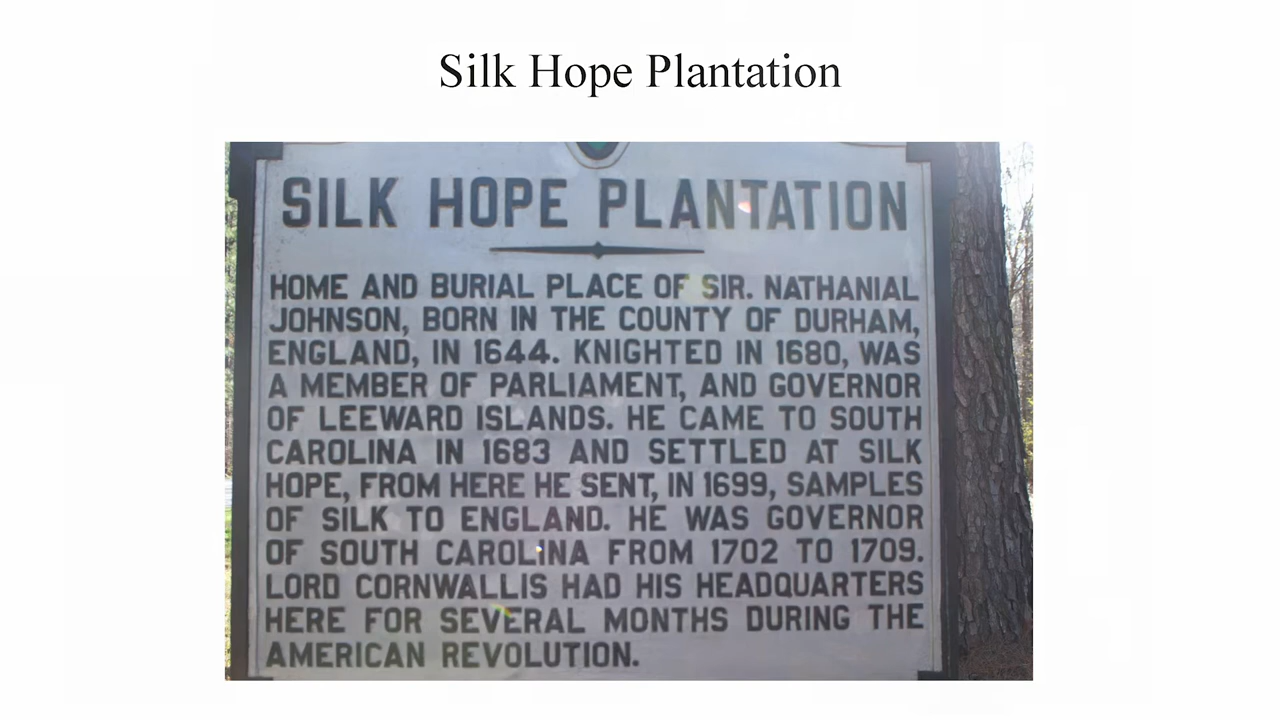 Silk Hope Plantation
SILK HOPE PLANTATION
HOME AND BURIAL PLACE OF SIR. NATHANIAL
JOHNSON, BORN IN THE COUNTY OF DURHAM,
ENGLAND, IN 1644. KNIGHTED IN 1680, WAS
A MEMBER OF PARLIAMENT, AND GOVERNOR
OF LEEWARD ISLANDS. HE CAME TO SOUTH
CAROLINA IN 1683 AND SETTLED AT SILK
HOPE, FROM HERE HE SENT, IN 1699, SAMPLES
OF SILK TO ENGLAND. HE WAS GOVERNOR
OF SOUTH CAROLINA FROM 1702 TO 1709.
LORD CORNWALLIS HAD HIS HEADQUARTERS
HERE FOR SEVERAL MONTHS DURING THE
AMERICAN REVOLUTION.